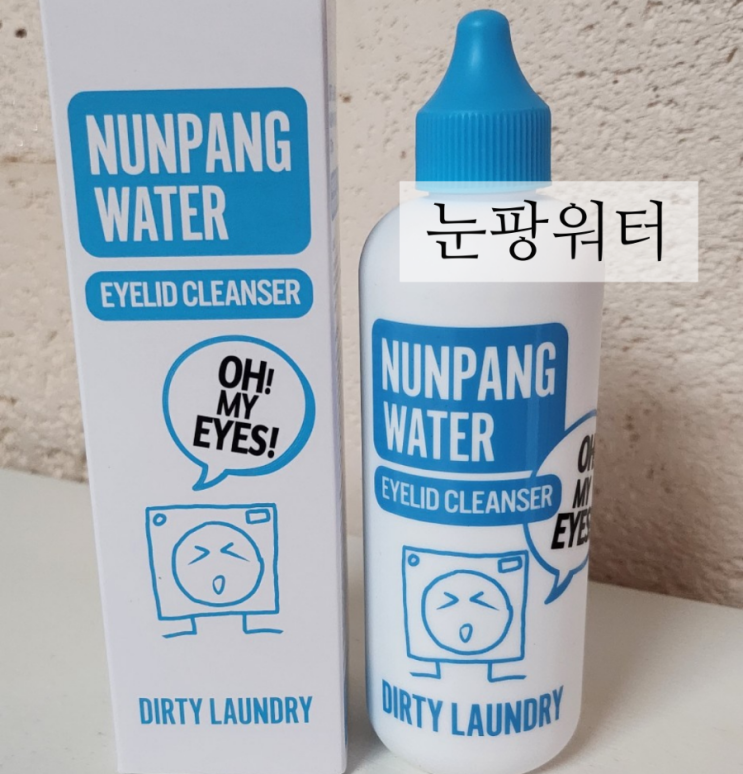 NUNPANG
WATER
EYELID CLEANSER
OH!
MY
EYES!
DIRTY LAUNDRY
눈팡워터
NUNPANG
WATER
EYELID CLEANSER
OH
MY
EYES
DIRTY LAUNDRY